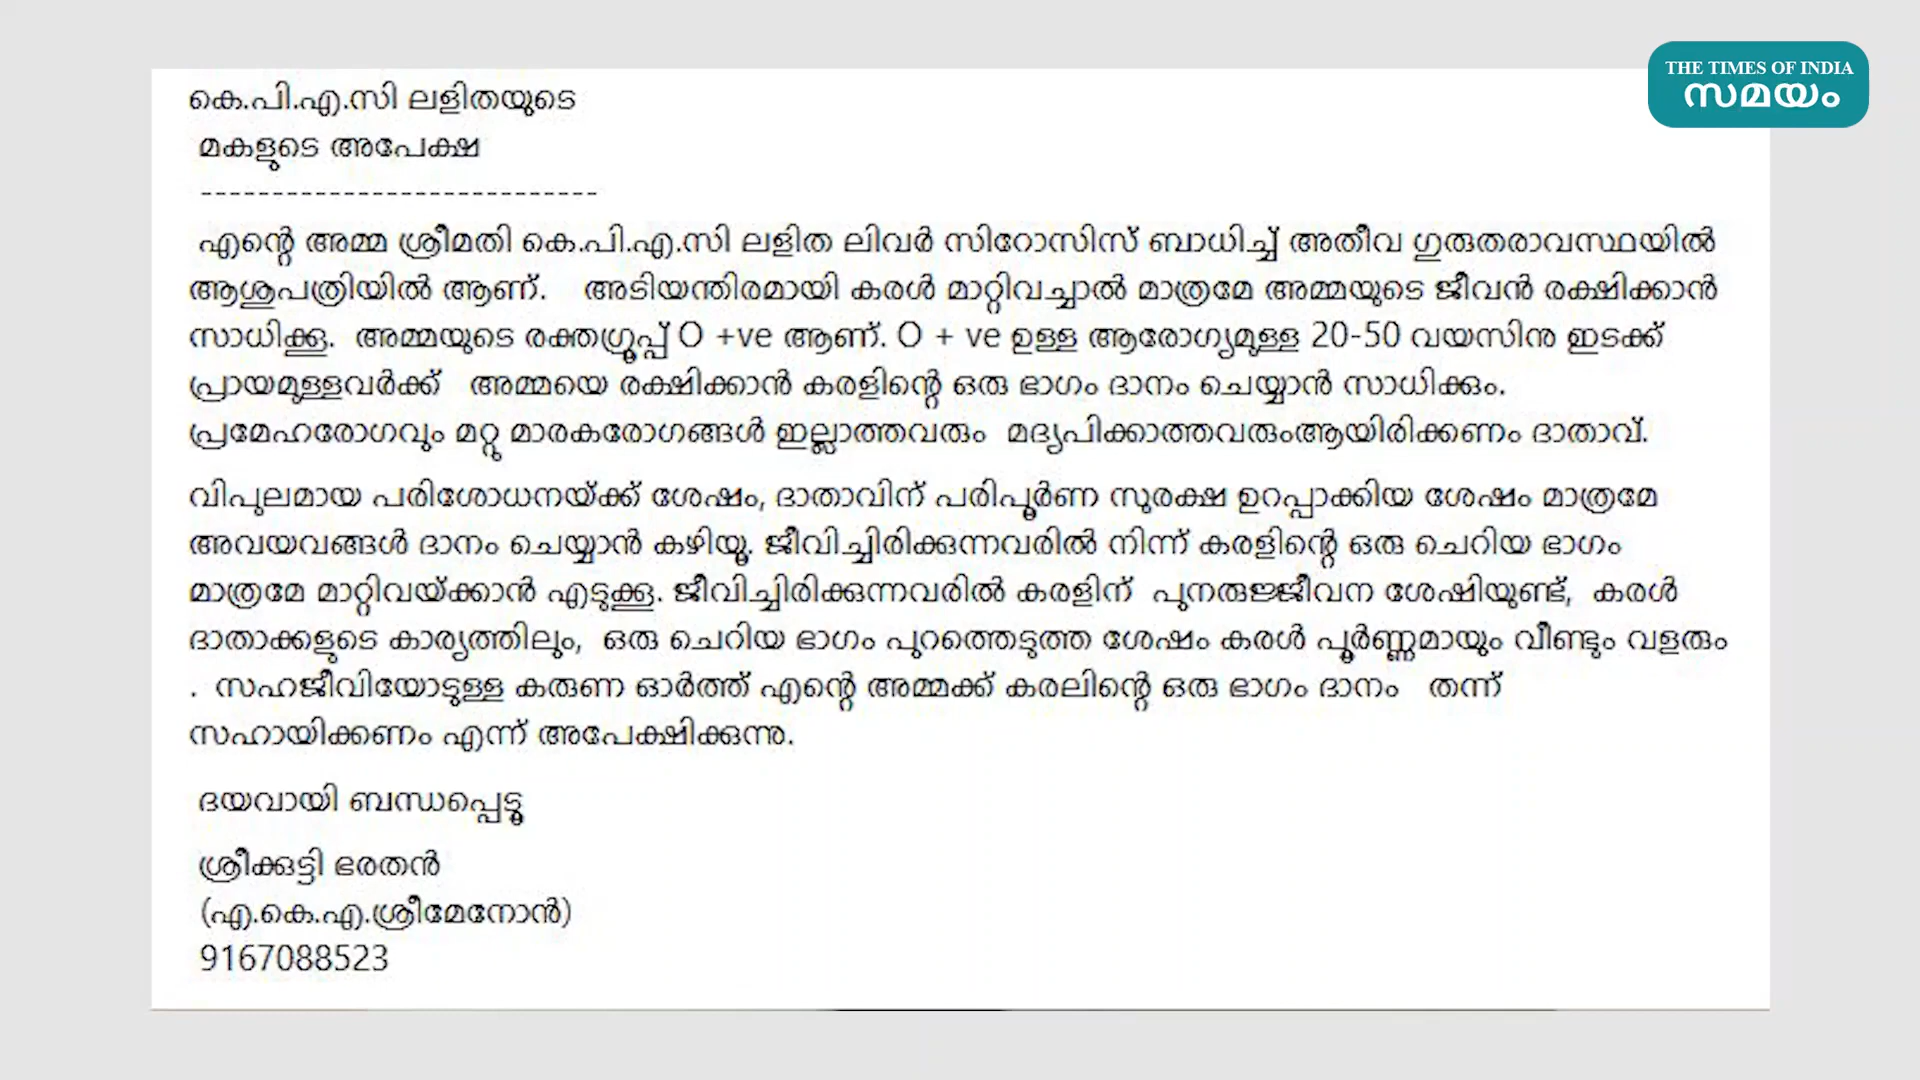 THE TIMES OF INDIA
സമയം
കെ.പി.എ.സി ലളിതയുടെ
മകളുടെ അപേക്ഷ
----------------------------
എന്റെ അമ്മ ശ്രീമതി കെ.പി.എ.സി ലളിത ലിവർ സിറോസിസ് ബാധിച്ച് അതീവ ഗുരുതരാവസ്ഥയിൽ
ആശുപത്രിയിൽ ആണ്. അടിയന്തിരമായി കരൾ മാറ്റിവച്ചാൽ മാത്രമേ അമ്മയുടെ ജീവൻ രക്ഷിക്കാൻ
സാധിക്കൂ. അമ്മയുടെ രക്തഗ്രൂപ്പ് O +ve ആണ്. O + ve ഉള്ള ആരോഗ്യമുള്ള 20-50 വയസിനു ഇടക്ക്
പ്രായമുള്ളവർക്ക് അമ്മയെ രക്ഷിക്കാൻ കരളിന്റെ ഒരു ഭാഗം ദാനം ചെയ്യാൻ സാധിക്കും.
പ്രമേഹരോഗവും മറ്റു മാരകരോഗങ്ങൾ ഇല്ലാത്തവരും മദ്യപിക്കാത്തവരുംആയിരിക്കണം ദാതാവ്.
വിപുലമായ പരിശോധനയ്ക്ക് ശേഷം, ദാതാവിന് പരിപൂർണ സുരക്ഷ ഉറപ്പാക്കിയ ശേഷം മാത്രമേ
അവയവങ്ങൾ ദാനം ചെയ്യാൻ കഴിയൂ. ജീവിച്ചിരിക്കുന്നവരിൽ നിന്ന് കരളിന്റെ ഒരു ചെറിയ ഭാഗം
മാത്രമേ മാറ്റിവയ്ക്കാൻ എടുക്കൂ. ജീവിച്ചിരിക്കുന്നവരിൽ കരളിന് പുനരുജ്ജീവന ശേഷിയുണ്ട്, കരൾ
ദാതാക്കളുടെ കാര്യത്തിലും, ഒരു ചെറിയ ഭാഗം പുറത്തെടുത്ത ശേഷം കരൾ പൂർണ്ണമായും വീണ്ടും വളരും
. സഹജീവിയോടുള്ള കരുണ ഓർത്ത് എന്റെ അമ്മക്ക് കരലിന്റെ ഒരു ഭാഗം ദാനം തന്ന്
സഹായിക്കണം എന്ന് അപേക്ഷിക്കുന്നു.
ദയവായി ബന്ധപ്പെടൂ
ശ്രീക്കുട്ടി ഭരതൻ
(എ.കെ.എ.ശ്രീമേനോൻ)
9167088523